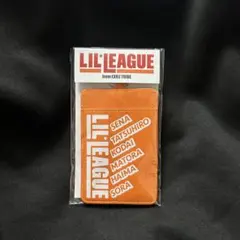 LIL LEAGUE
from EXILE TRIBE
LIL LEAGUE
SENA
TATSUHIRO
KODAI
MATORA
NAIMA
SORA